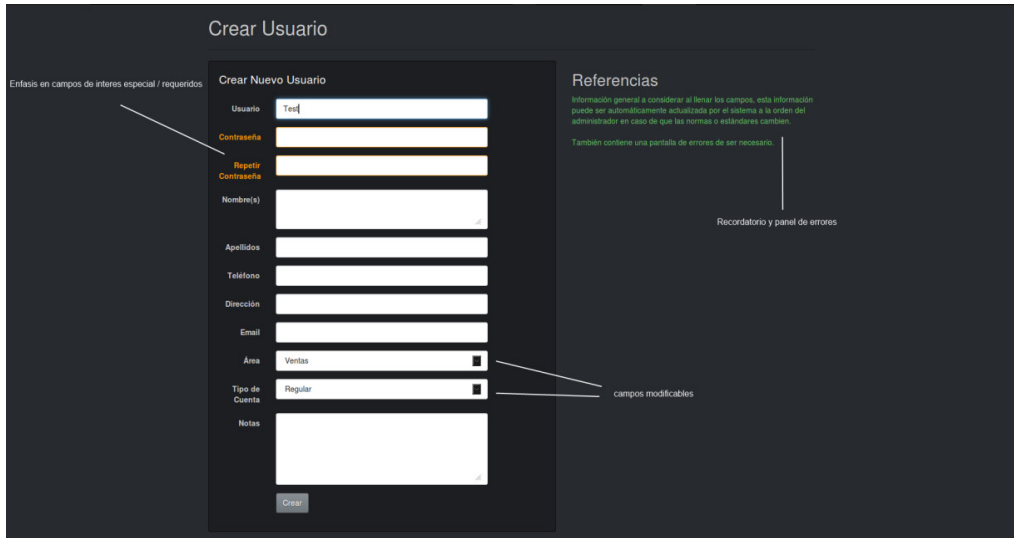 Crear Usuario
Enfasis en campos de interes especial / requeridos
Crear Nuevo Usuario
Usuario
Test
Contraseña
Repetir
Contraseña
Nombre(s)
Apellidos
Teléfono
Dirección
Email
Área
Ventas
Tipo de
Cuenta
Regular
Notas
Crear
Referencias
Información general a considerar al llenar los campos, esta información
puede ser automáticamente actualizada por el sistema a la orden del
administrador en caso de que las normas o estándares cambien.
También contiene una pantalla de errores de ser necesario.
Recordatorio y panel de errores
campos modificables